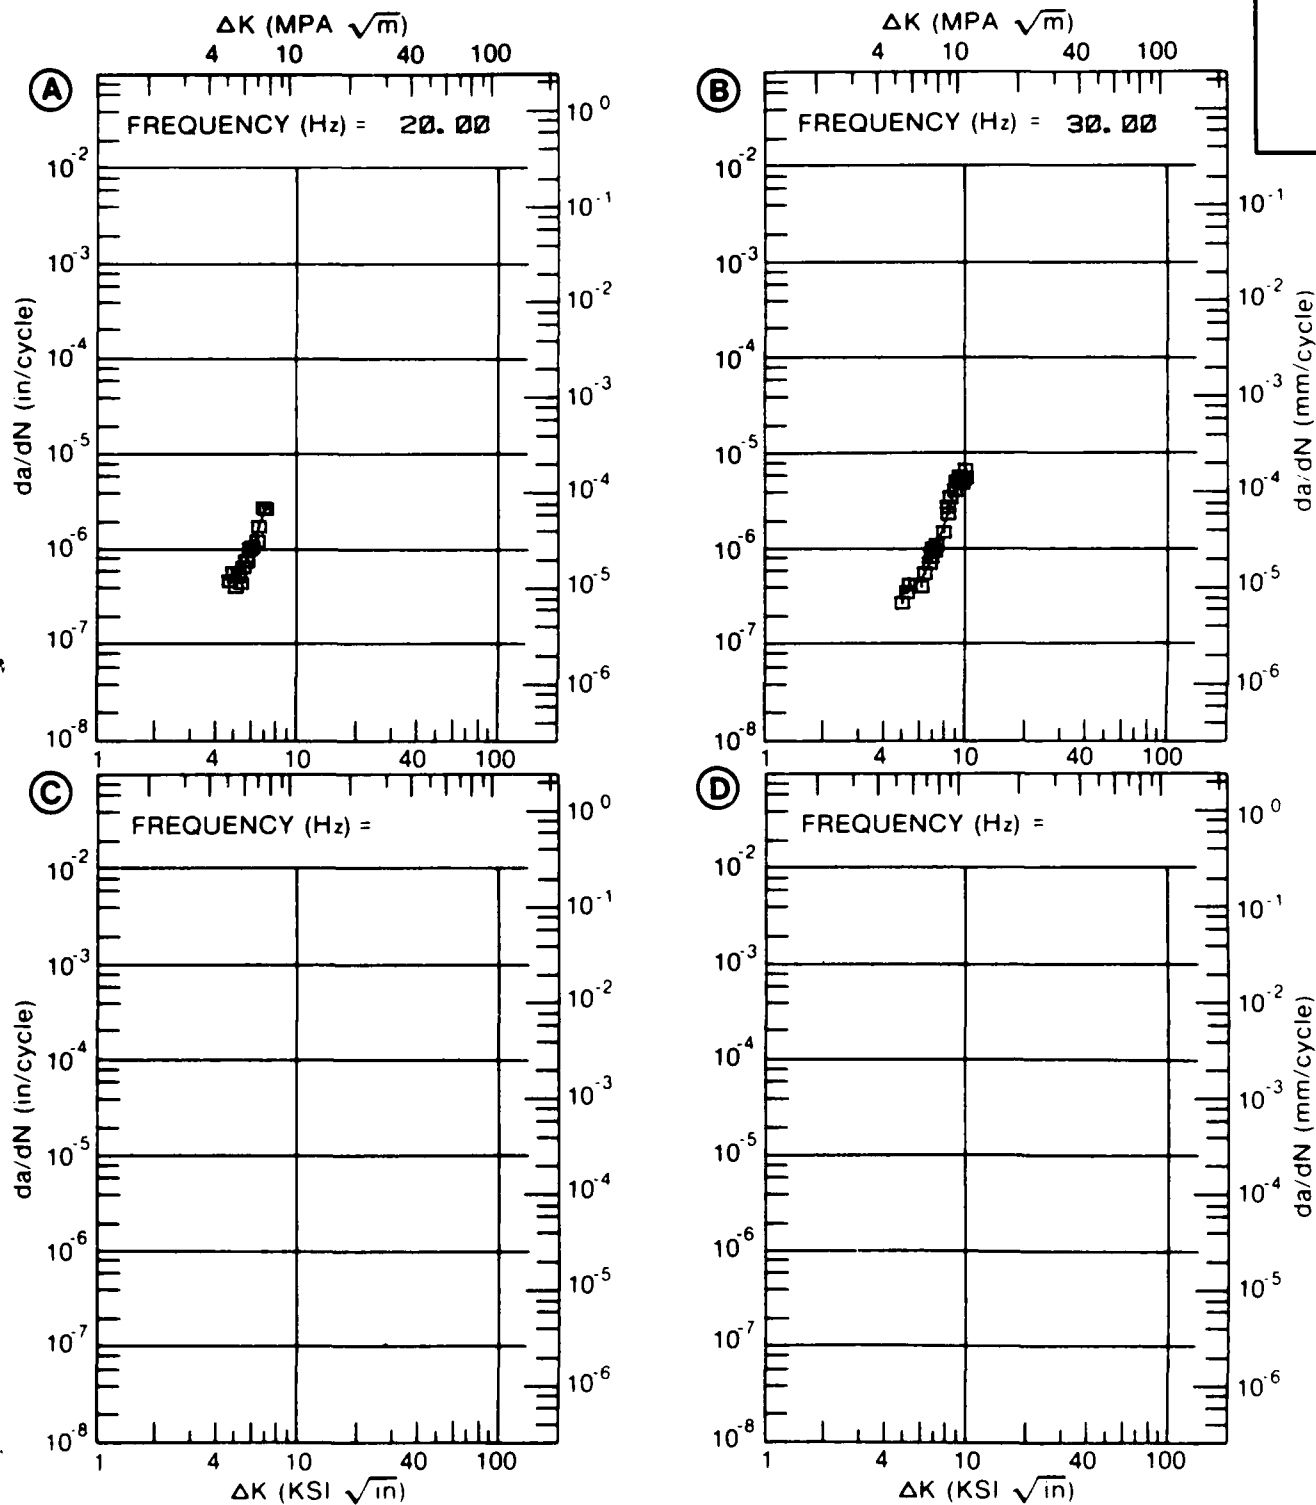 ΔK (MPA √m) ΔK (MPA √m)
4 10 40 100 4 10 40 100
A B
FREQUENCY (Hz) = 20.00 10⁰ FREQUENCY (Hz) = 30.00
10⁻² 10⁻²
10⁻¹ 10⁻¹
10⁻³ 10⁻³
10⁻² 10⁻²
da/dN (in/cycle) da/dN (mm/cycle)
10⁻⁴ 10⁻⁴
10⁻³ 10⁻³
10⁻⁵ 10⁻⁵
10⁻⁴ 10⁻⁴
10⁻⁶ 10⁻⁶
10⁻⁵ 10⁻⁵
10⁻⁷ 10⁻⁷
10⁻⁶ 10⁻⁶
10⁻⁸ 10⁻⁸
1 4 10 40 100 1 4 10 40 100
C D
10⁰ 10⁰
FREQUENCY (Hz) = FREQUENCY (Hz) =
10⁻² 10⁻²
10⁻¹ 10⁻¹
10⁻³ 10⁻³
10⁻² 10⁻²
da/dN (in/cycle) da/dN (mm/cycle)
10⁻⁴ 10⁻⁴
10⁻³ 10⁻³
10⁻⁵ 10⁻⁵
10⁻⁴ 10⁻⁴
10⁻⁶ 10⁻⁶
10⁻⁵ 10⁻⁵
10⁻⁷ 10⁻⁷
10⁻⁶ 10⁻⁶
10⁻⁸ 10⁻⁸
1 4 10 40 100 1 4 10 40 100
ΔK (KSI √in) ΔK (KSI √in)